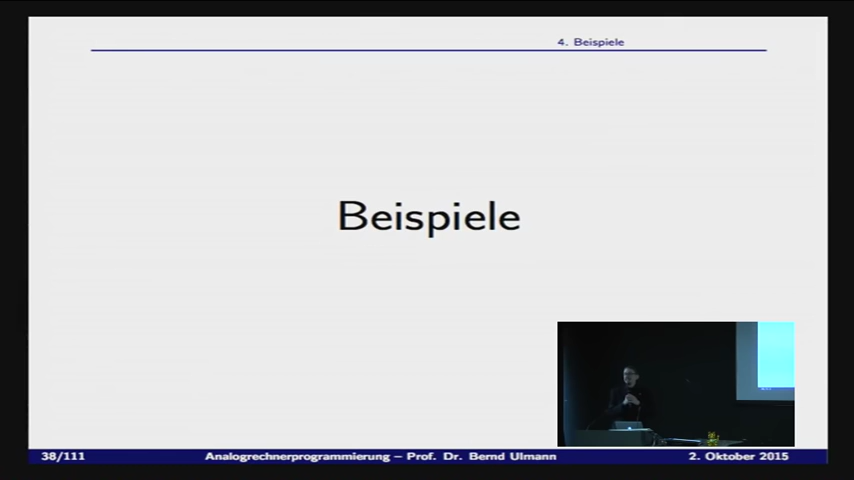 4. Beispiele
Beispiele
38/111
Analogrechnerprogrammierung – Prof. Dr. Bernd Ulmann
2. Oktober 2015